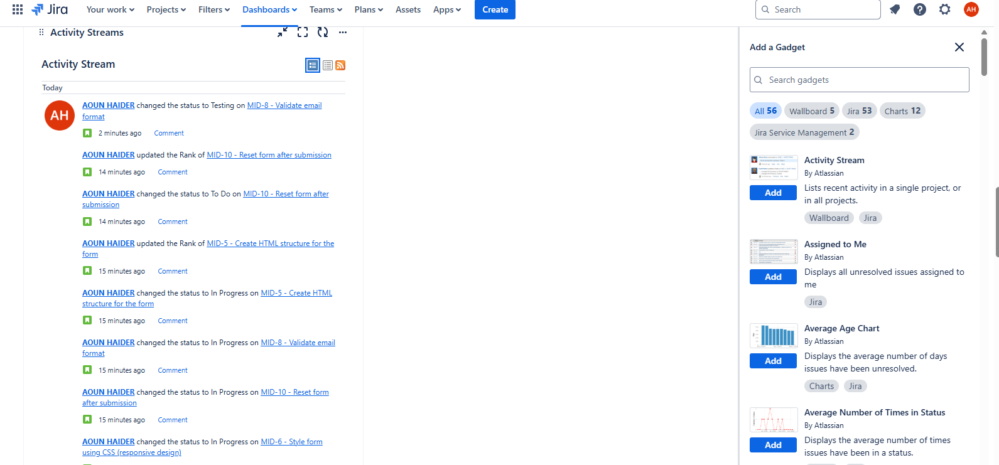 Jira
Your work
Projects
Filters
Dashboards
Teams
Plans
Assets
Apps
Create
Search
AH
Activity Streams
Activity Stream
Today
AH
AOUN HAIDER changed the status to Testing on MID-8 - Validate email
format
2 minutes ago Comment
AOUN HAIDER updated the Rank of MID-10 - Reset form after submission
14 minutes ago Comment
AOUN HAIDER changed the status to To Do on MID-10 - Reset form after
submission
14 minutes ago Comment
AOUN HAIDER updated the Rank of MID-5 - Create HTML structure for the
form
15 minutes ago Comment
AOUN HAIDER changed the status to In Progress on MID-5 - Create HTML
structure for the form
15 minutes ago Comment
AOUN HAIDER changed the status to In Progress on MID-8 - Validate email
format
15 minutes ago Comment
AOUN HAIDER changed the status to In Progress on MID-10 - Reset form
after submission
15 minutes ago Comment
AOUN HAIDER changed the status to In Progress on MID-6 - Style form
using CSS (responsive design)
Add a Gadget
Search gadgets
All 56
Wallboard 5
Jira 53
Charts 12
Jira Service Management 2
Activity Stream
By Atlassian
Add
Lists recent activity in a single project, or
in all projects.
Wallboard
Jira
Assigned to Me
By Atlassian
Add
Displays all unresolved issues assigned to
me
Jira
Average Age Chart
By Atlassian
Add
Displays the average number of days
issues have been unresolved.
Charts
Jira
Average Number of Times in Status
By Atlassian
Add
Displays the average number of times
issues have been in a status.